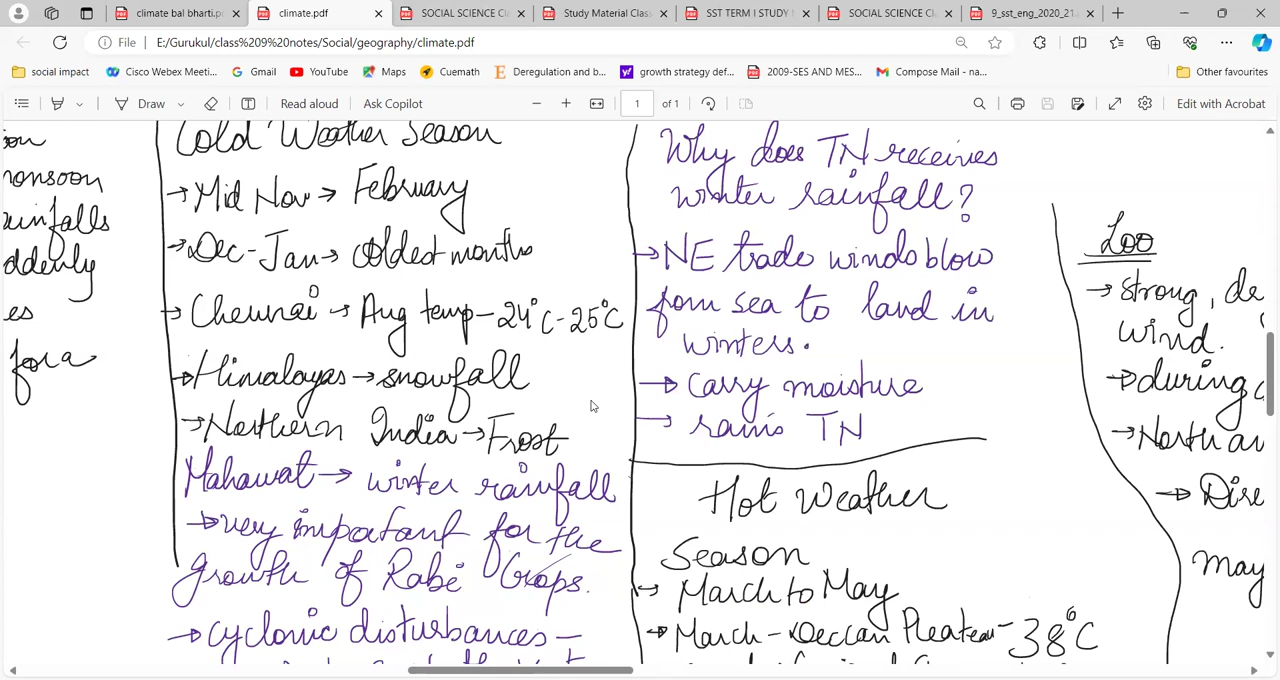 climate bal bharti.p
climate.pdf
SOCIAL SCIENCE Cl
Study Material Class
SST TERM I STUDY M
SOCIAL SCIENCE Cl
9_sst_eng_2020_21.
File
E:/Gurukul/class%209%20notes/Social/geography/climate.pdf
social impact
Cisco Webex Meeti...
Gmail
YouTube
Maps
Cuemath
Deregulation and b...
growth strategy def...
2009-SES AND MES...
Compose Mail - na...
Other favourites
Draw
Read aloud
Ask Copilot
1
of 1
Edit with Acrobat
monsoon
rainfalls
ddenly
es
for a
Cold Weather Season
→ Mid Nov → February
→ Dec-Jan → Coldest months
→ Chennai → Avg temp - 24°C - 25°C
→ Himalayas → snowfall
→ Northern India → Frost
Mahawat → winter rainfall
→ very important for the
Growth of Rabi Crops.
→ cyclonic disturbances -
Why does TN receives
winter rainfall?
→ NE trade winds blow
from sea to land in
winters.
→ Carry moisture
→ rains TN
Hot Weather
Season
→ March to May
→ March - Deccan Plateau - 38°C
Loo
→ strong, de
wind.
→ during
→ North an
→ Dire
may